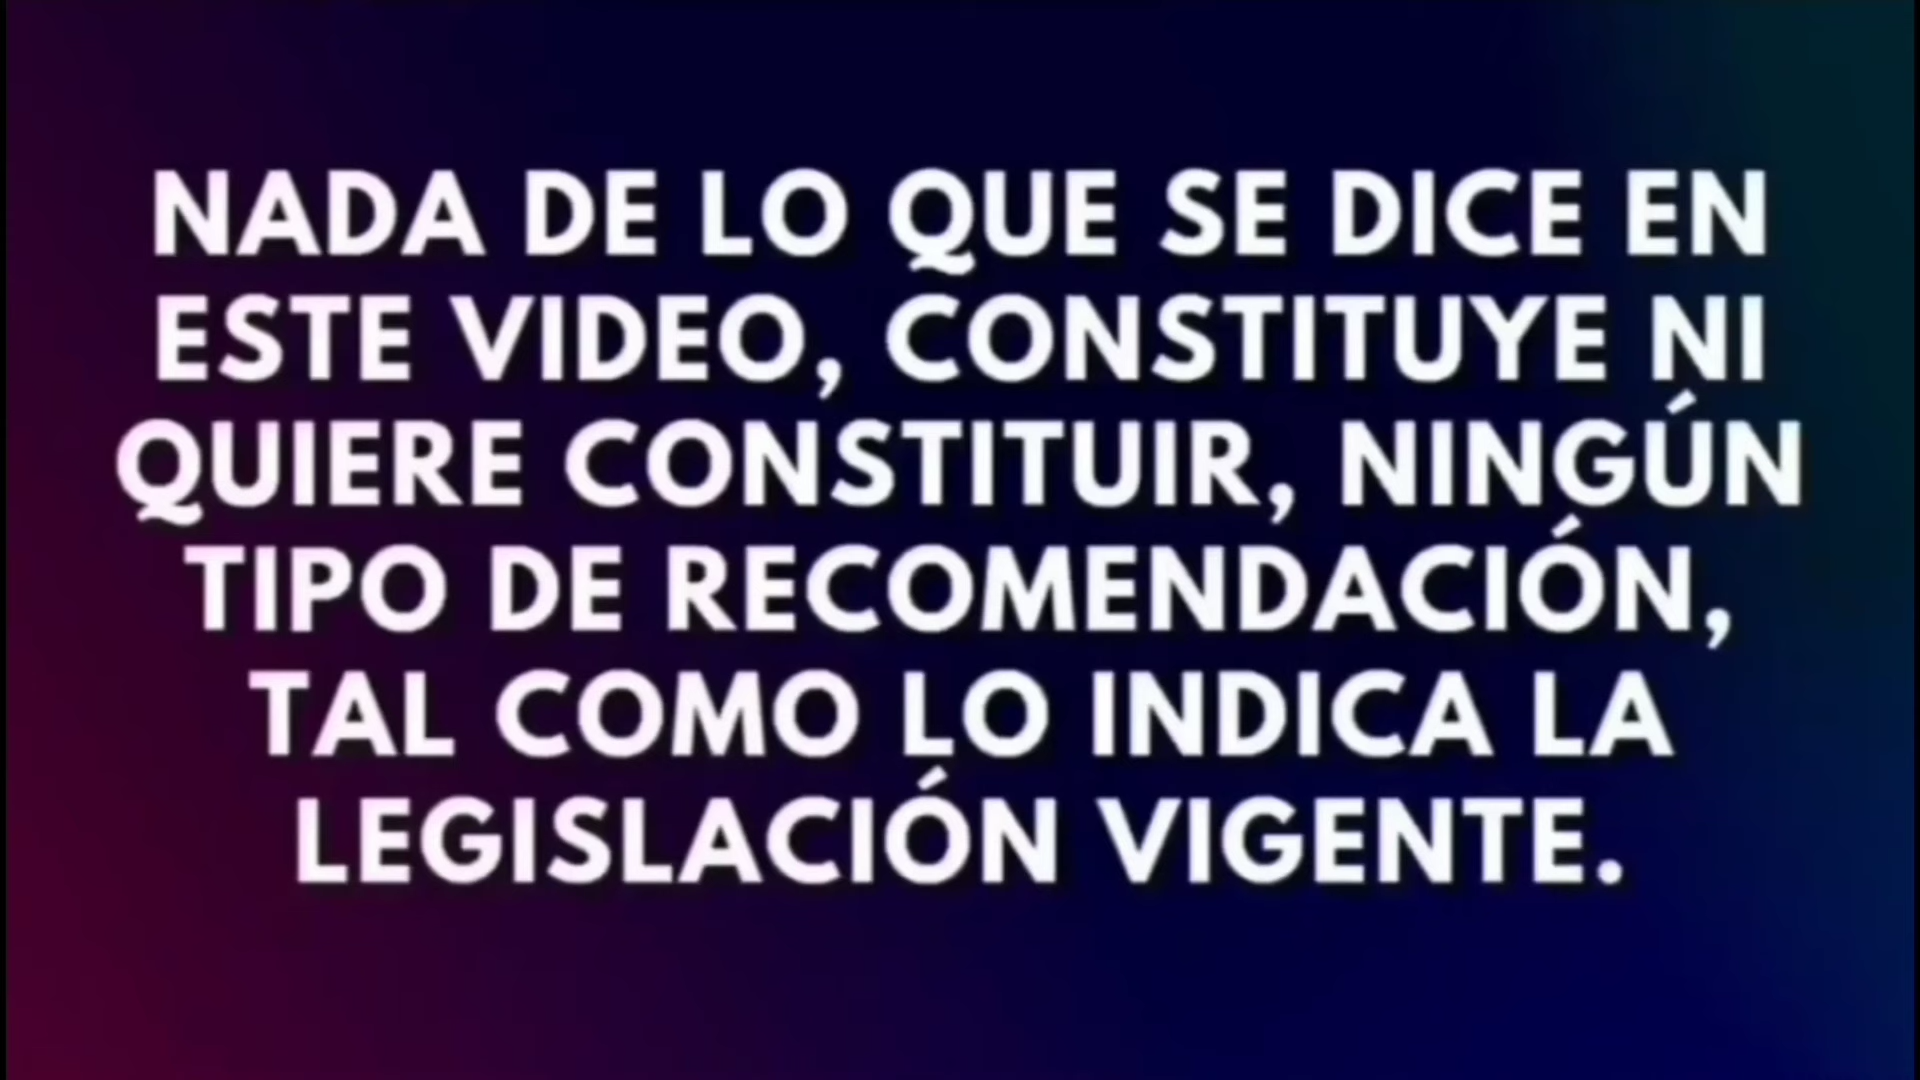 NADA DE LO QUE SE DICE EN
ESTE VIDEO, CONSTITUYE NI
QUIERE CONSTITUIR, NINGÚN
TIPO DE RECOMENDACIÓN,
TAL COMO LO INDICA LA
LEGISLACIÓN VIGENTE.